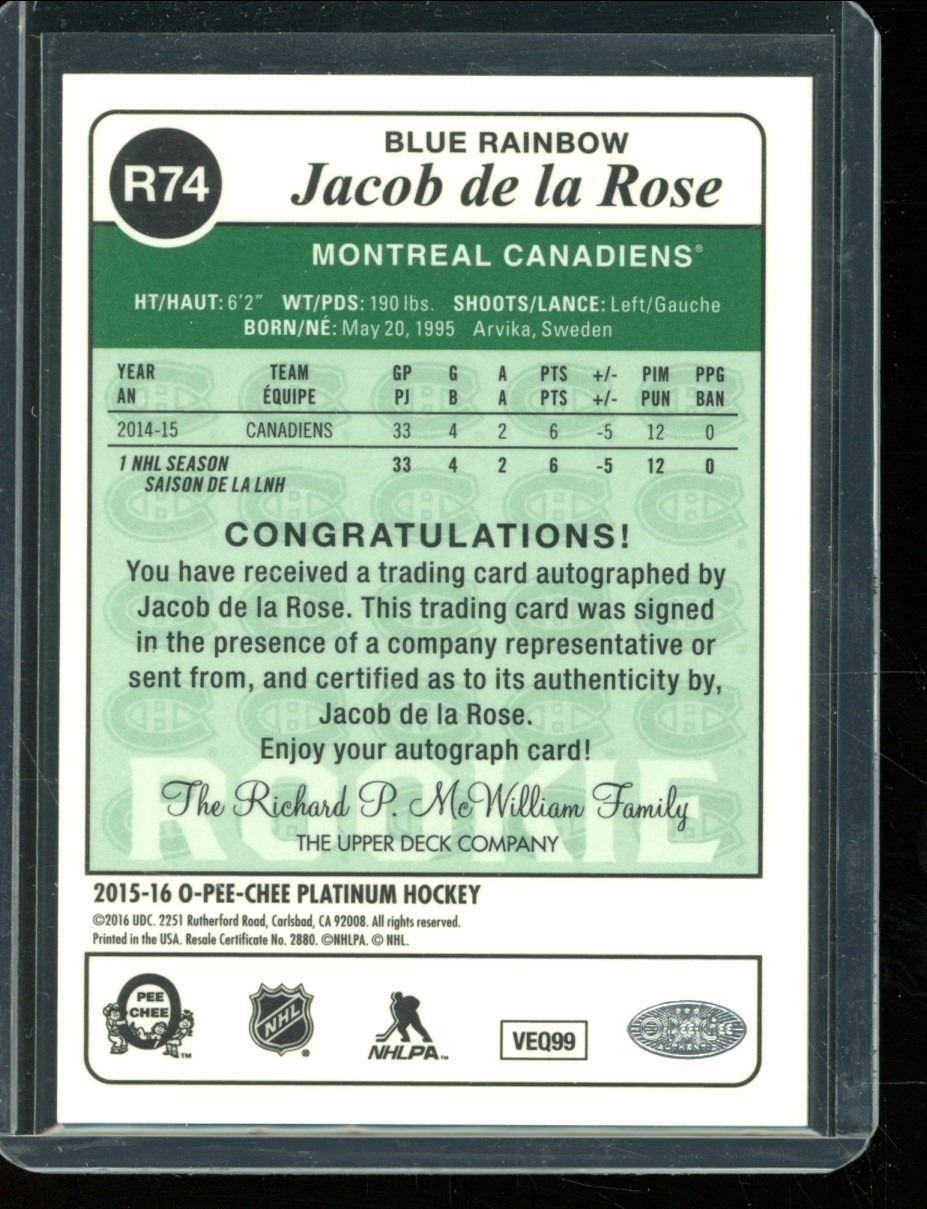 R74
BLUE RAINBOW
Jacob de la Rose
MONTREAL CANADIENS®
HT/HAUT: 6'2" WT/PDS: 190 lbs. SHOOTS/LANCE: Left/Gauche
BORN/NÉ: May 20, 1995 Arvika, Sweden
YEAR TEAM GP G A PTS +/- PIM PPG
AN ÉQUIPE PJ B A PTS +/- PUN BAN
2014-15 CANADIENS 33 4 2 6 -5 12 0
1 NHL SEASON 33 4 2 6 -5 12 0
SAISON DE LA LNH
CONGRATULATIONS!
You have received a trading card autographed by
Jacob de la Rose. This trading card was signed
in the presence of a company representative or
sent from, and certified as to its authenticity by,
Jacob de la Rose.
Enjoy your autograph card!
ROOKIE
The Richard P. McWilliam Family
THE UPPER DECK COMPANY
2015-16 O-PEE-CHEE PLATINUM HOCKEY
©2016 UDC. 2251 Rutherford Road, Carlsbad, CA 92008. All rights reserved.
Printed in the USA. Resale Certificate No. 2880. ©NHLPA. © NHL.
O
PEE
CHEE
TM
NHL
®
NHLPA™
VEQ99
O-Pee-Chee
AUTHENTIC